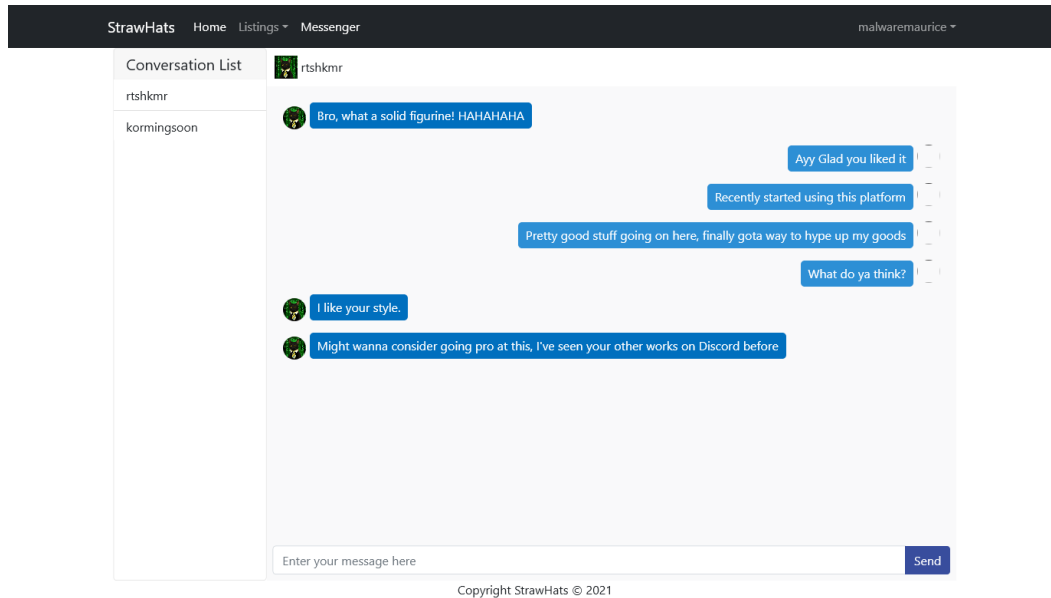 StrawHats Home Listings Messenger malwaremaurice
Conversation List
rtshkmr
kormingsoon
rtshkmr
Bro, what a solid figurine! HAHAHAHA
Ayy Glad you liked it
Recently started using this platform
Pretty good stuff going on here, finally gota way to hype up my goods
What do ya think?
I like your style.
Might wanna consider going pro at this, I've seen your other works on Discord before
Enter your message here
Send
Copyright StrawHats © 2021